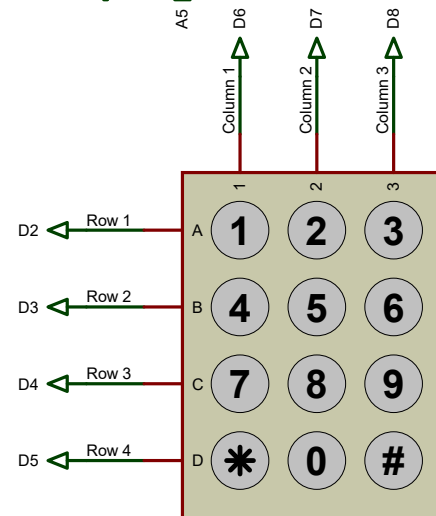 A5 D6 D7 D8
Column 1 Column 2 Column 3
1 2 3
D2 Row 1 A 1 2 3
D3 Row 2 B 4 5 6
D4 Row 3 C 7 8 9
D5 Row 4 D * 0 #